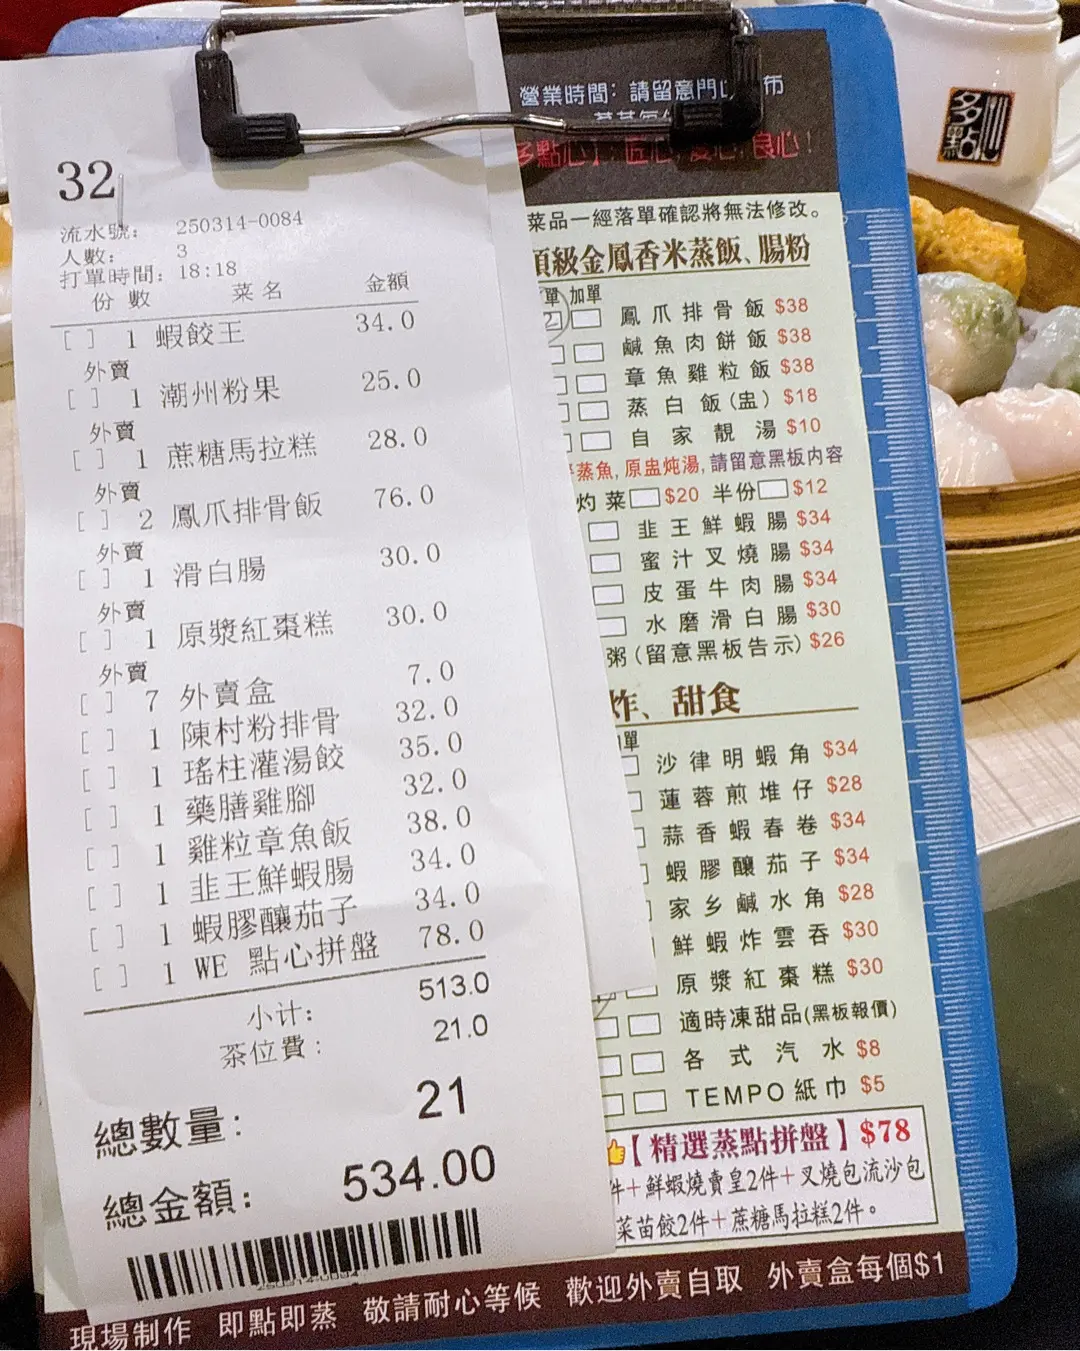 32
流水號： 250314-0084
人數： 3
打單時間：18:18
份 數 菜 名 金額
[ ] 1 蝦餃王 34.0
外賣
[ ] 1 潮州粉果 25.0
外賣
[ ] 1 蔗糖馬拉糕 28.0
外賣
[ ] 2 鳳爪排骨飯 76.0
外賣
[ ] 1 滑白腸 30.0
外賣
[ ] 1 原漿紅棗糕 30.0
外賣
[ ] 7 外賣盒 7.0
[ ] 1 陳村粉排骨 32.0
[ ] 1 瑤柱灌湯餃 35.0
[ ] 1 藥膳雞腳 32.0
[ ] 1 雞粒章魚飯 38.0
[ ] 1 韭王鮮蝦腸 34.0
[ ] 1 蝦膠釀茄子 34.0
[ ] 1 WE 點心拼盤 78.0
小计： 513.0
茶位費： 21.0
總數量： 21
總金額： 534.00
營業時間：請留意門口 布
多點心】：匠心,愛心,良心！
菜品一經落單確認將無法修改。
頂級金鳳香米蒸飯、腸粉
單 加單
鳳爪排骨飯 $38
鹹魚肉餅飯 $38
章魚雞粒飯 $38
蒸白飯(盅) $18
自家靚湯 $10
蒸魚,原盅炖湯,請留意黑板内容
灼菜 $20 半份 $12
韭王鮮蝦腸 $34
蜜汁叉燒腸 $34
皮蛋牛肉腸 $34
水磨滑白腸 $30
粥(留意黑板告示) $26
炸、甜食
單
沙律明蝦角 $34
蓮蓉煎堆仔 $28
蒜香蝦春卷 $34
蝦膠釀茄子 $34
家乡鹹水角 $28
鮮蝦炸雲吞 $30
原漿紅棗糕 $30
適時凍甜品(黑板報價)
各式汽水 $8
TEMPO紙巾 $5
【精選蒸點拼盤】$78
件+鮮蝦燒賣皇2件+叉燒包流沙包
菜苗餃2件+蔗糖馬拉糕2件。
現場制作 即點即蒸 敬請耐心等候 歡迎外賣自取 外賣盒每個$1
多點心